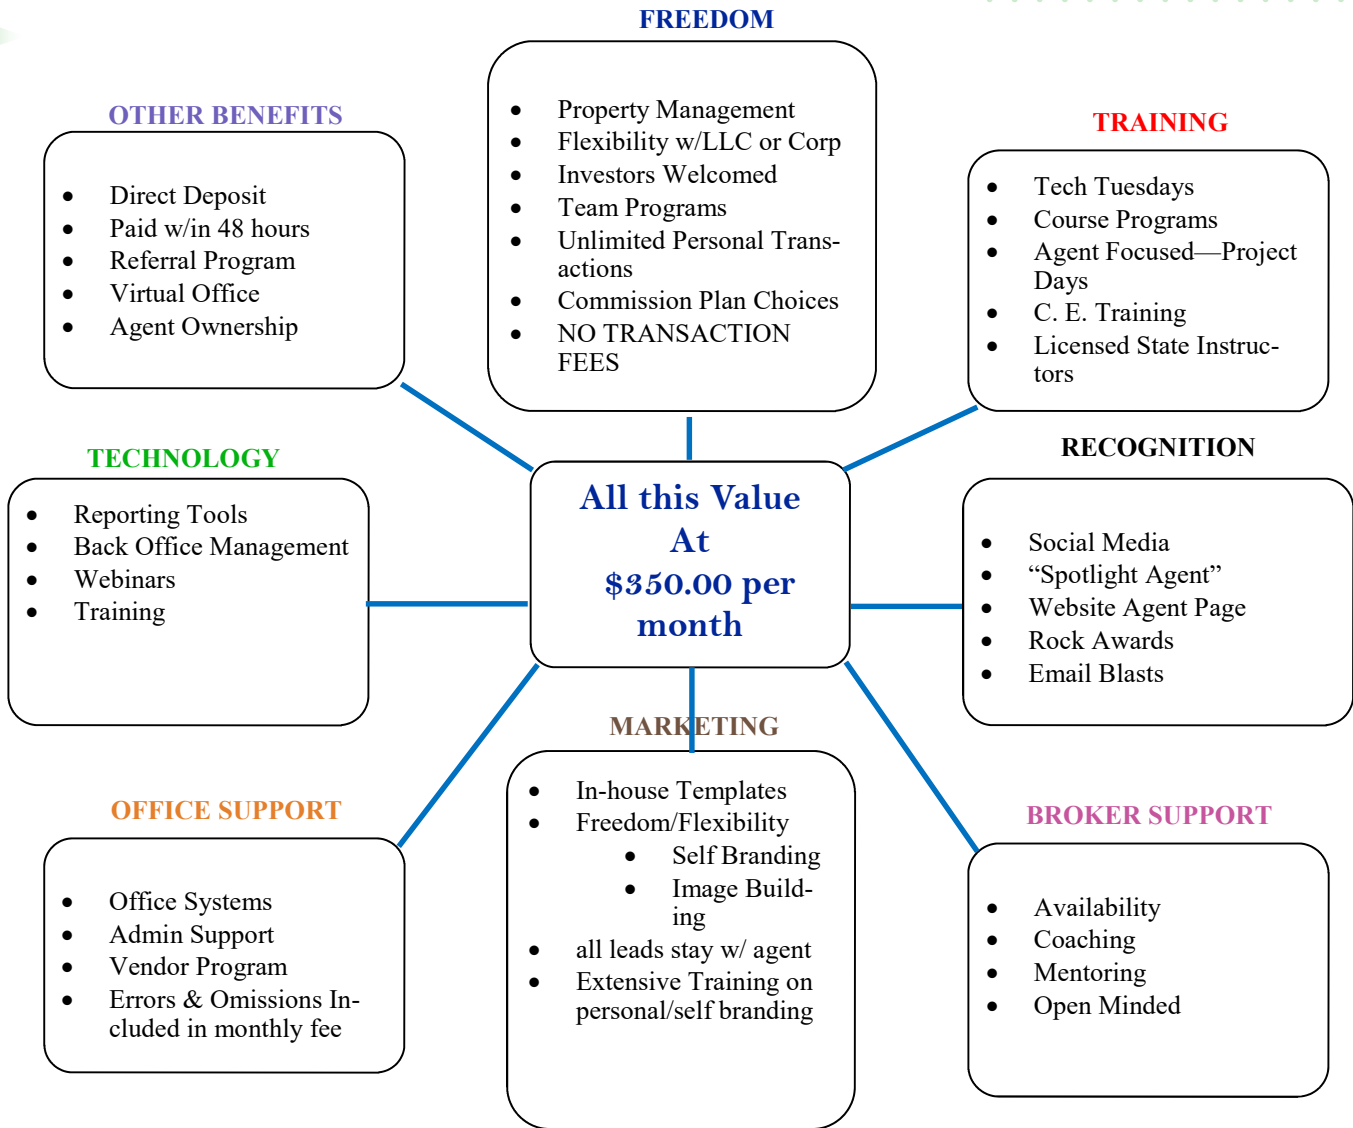 FREEDOM
• Property Management
• Flexibility w/LLC or Corp
• Investors Welcomed
• Team Programs
• Unlimited Personal Trans-
actions
• Commission Plan Choices
• NO TRANSACTION
FEES
OTHER BENEFITS
• Direct Deposit
• Paid w/in 48 hours
• Referral Program
• Virtual Office
• Agent Ownership
TRAINING
• Tech Tuesdays
• Course Programs
• Agent Focused—Project
Days
• C. E. Training
• Licensed State Instruc-
tors
TECHNOLOGY
• Reporting Tools
• Back Office Management
• Webinars
• Training
All this Value
At
$350.00 per
month
RECOGNITION
• Social Media
• “Spotlight Agent”
• Website Agent Page
• Rock Awards
• Email Blasts
OFFICE SUPPORT
• Office Systems
• Admin Support
• Vendor Program
• Errors & Omissions In-
cluded in monthly fee
MARKETING
• In-house Templates
• Freedom/Flexibility
• Self Branding
• Image Build-
ing
• all leads stay w/ agent
• Extensive Training on
personal/self branding
BROKER SUPPORT
• Availability
• Coaching
• Mentoring
• Open Minded